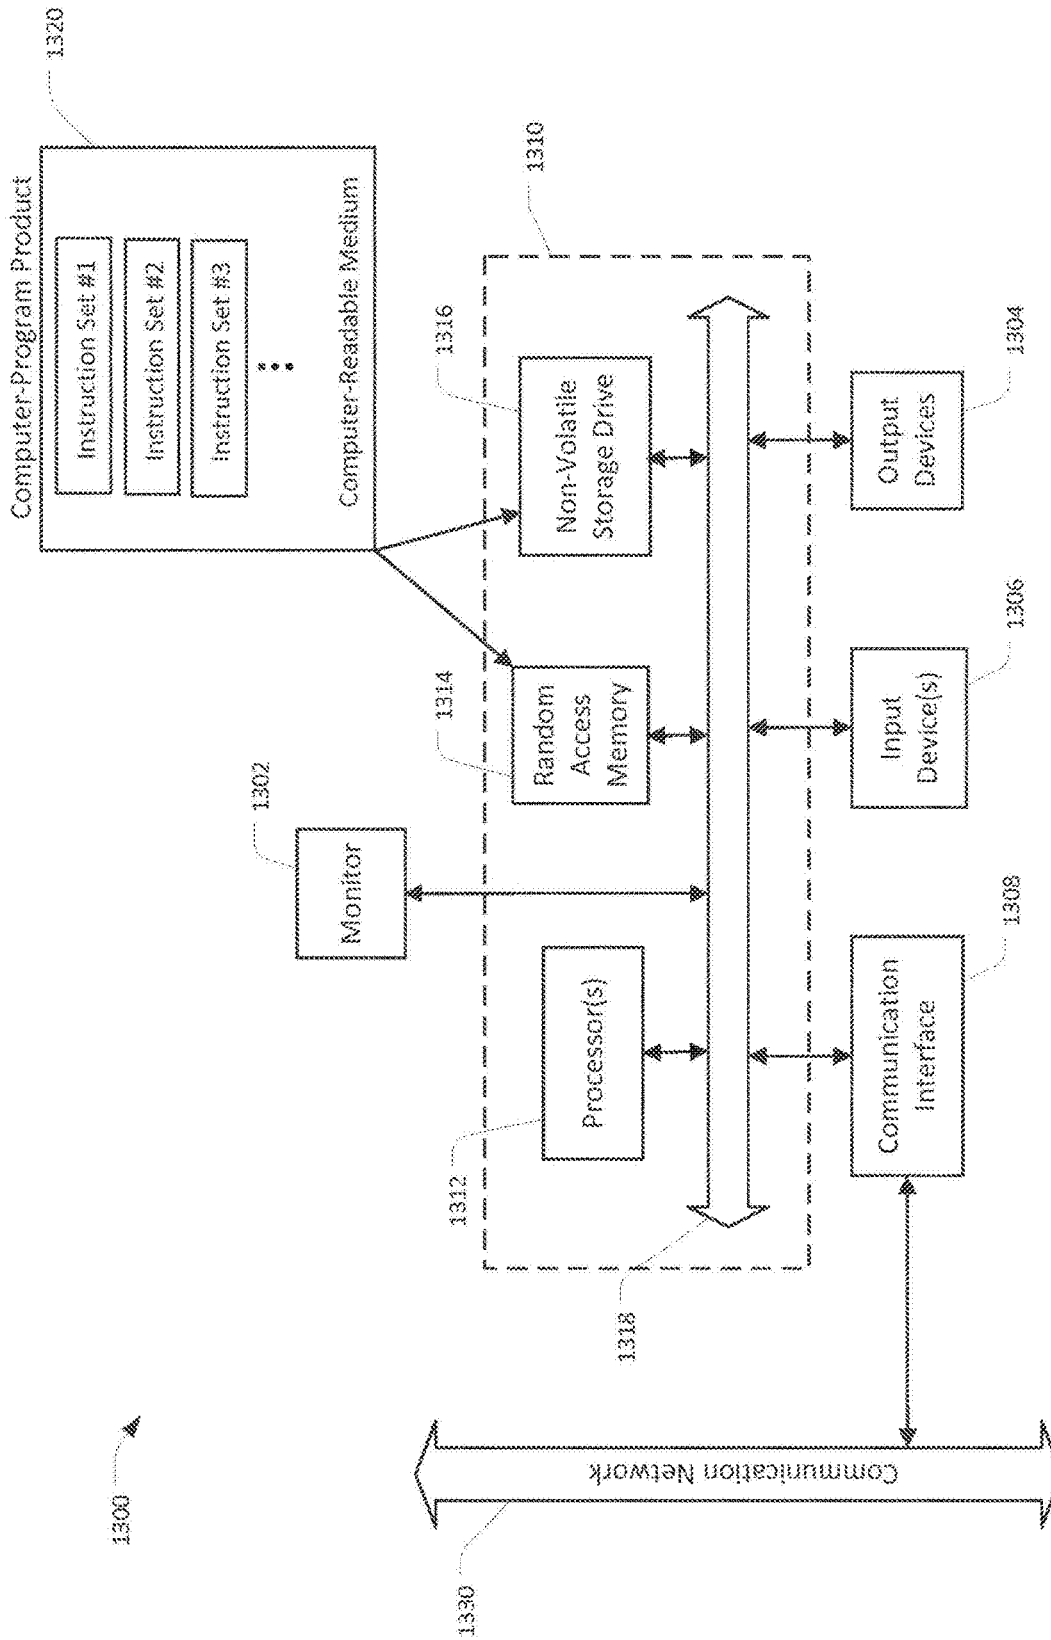 1300
Computer-Program Product
1320
Instruction Set #1
Instruction Set #2
Instruction Set #3
Computer-Readable Medium
1302
Monitor
1310
1312
Processor(s)
1314
Random
Access
Memory
1316
Non-Volatile
Storage Drive
1318
Communication
Interface
1308
Input
Device(s)
1306
Output
Devices
1304
Communication Network
1330